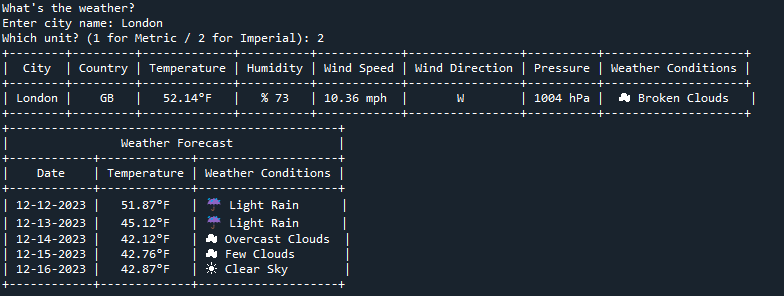 What's the weather?
Enter city name: London
Which unit? (1 for Metric / 2 for Imperial): 2
+--------+---------+-------------+----------+------------+----------------+----------+--------------------+
|  City  | Country | Temperature | Humidity | Wind Speed | Wind Direction | Pressure | Weather Conditions |
+--------+---------+-------------+----------+------------+----------------+----------+--------------------+
| London |    GB   |   52.14°F   |   % 73   | 10.36 mph  |       W        | 1004 hPa |  ☁ Broken Clouds   |
+--------+---------+-------------+----------+------------+----------------+----------+--------------------+
+-----------------------------------------------+
|                Weather Forecast               |
+------------+-------------+--------------------+
|    Date    | Temperature | Weather Conditions |
+------------+-------------+--------------------+
| 12-12-2023 |   51.87°F   | ☔ Light Rain      |
| 12-13-2023 |   45.12°F   | ☔ Light Rain      |
| 12-14-2023 |   42.12°F   | ☁ Overcast Clouds  |
| 12-15-2023 |   42.76°F   | ☁ Few Clouds       |
| 12-16-2023 |   42.87°F   | ☀ Clear Sky        |
+------------+-------------+--------------------+